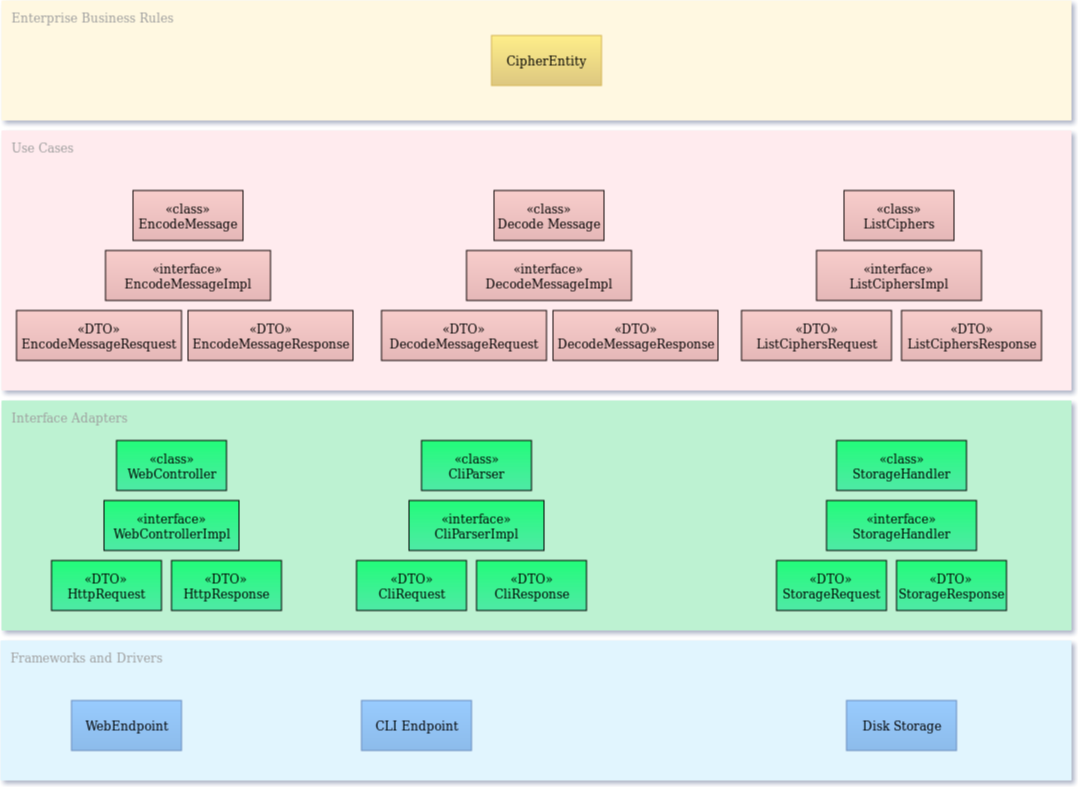 Enterprise Business Rules
CipherEntity
Use Cases
«class»
EncodeMessage
«class»
Decode Message
«class»
ListCiphers
«interface»
EncodeMessageImpl
«interface»
DecodeMessageImpl
«interface»
ListCiphersImpl
«DTO»
EncodeMessageResquest
«DTO»
EncodeMessageResponse
«DTO»
DecodeMessageRequest
«DTO»
DecodeMessageResponse
«DTO»
ListCiphersRequest
«DTO»
ListCiphersResponse
Interface Adapters
«class»
WebController
«class»
CliParser
«class»
StorageHandler
«interface»
WebControllerImpl
«interface»
CliParserImpl
«interface»
StorageHandler
«DTO»
HttpRequest
«DTO»
HttpResponse
«DTO»
CliRequest
«DTO»
CliResponse
«DTO»
StorageRequest
«DTO»
StorageResponse
Frameworks and Drivers
WebEndpoint
CLI Endpoint
Disk Storage